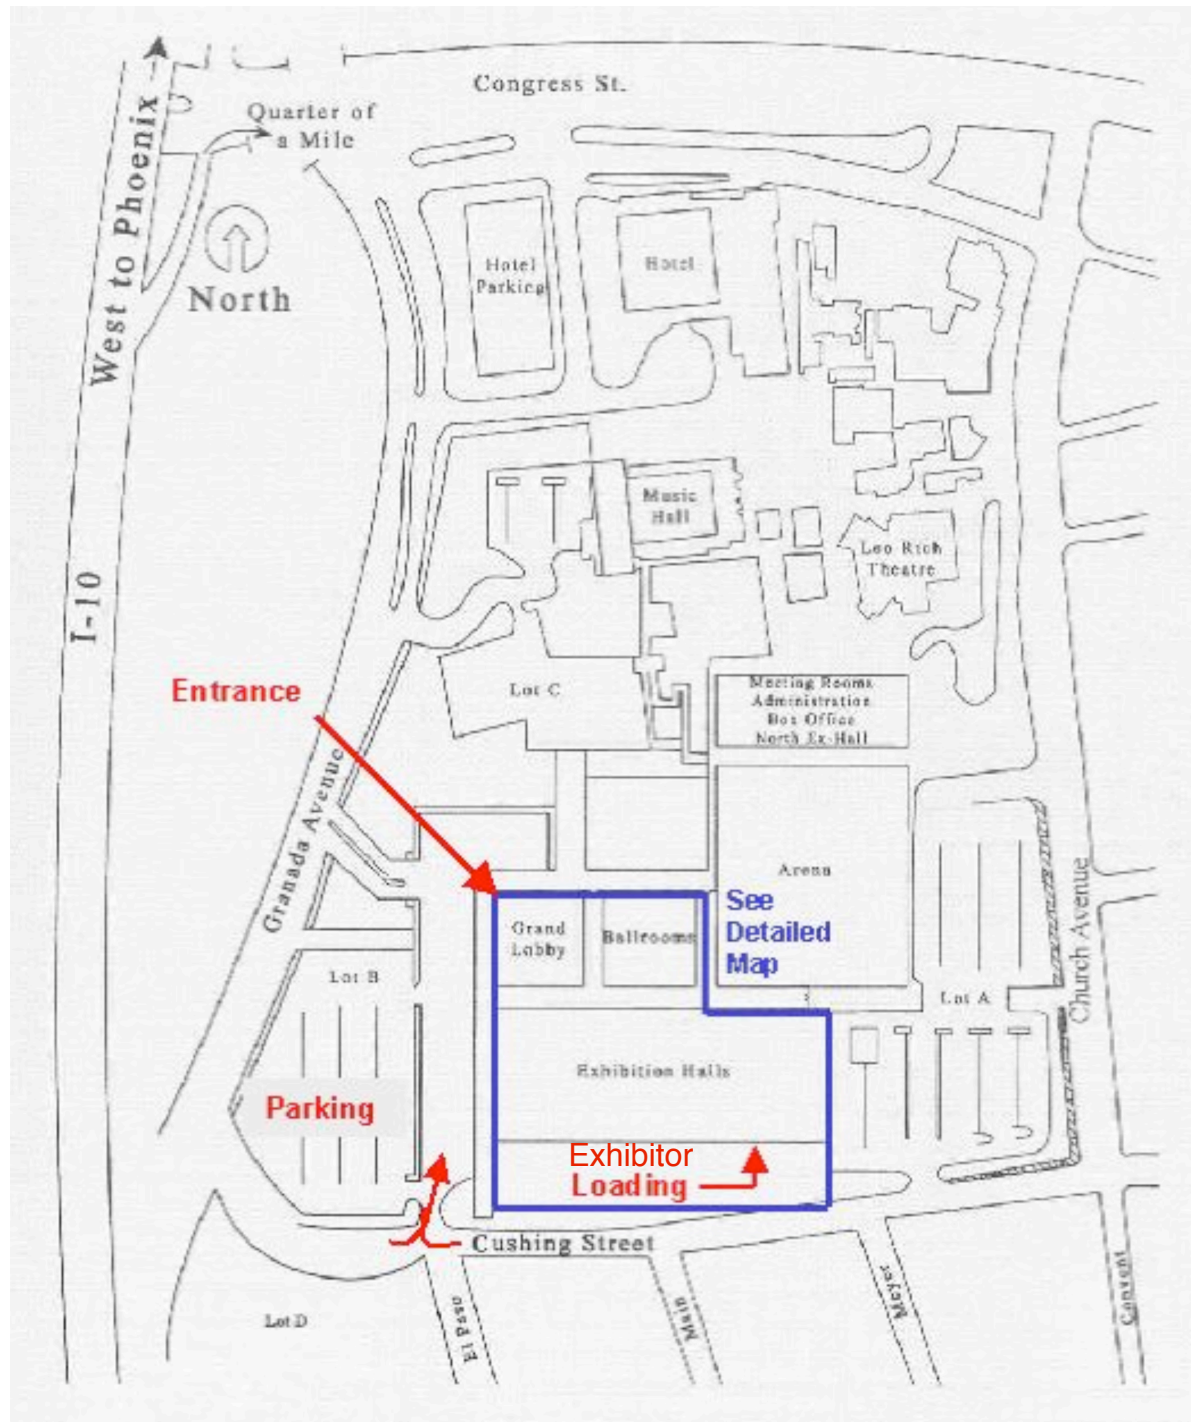 Congress St.
Quarter of
a Mile
West to Phoenix
North
Hotel
Parking
Hotel
Music
Hall
Leo Rich
Theatre
I-10
Entrance
Lot C
Meeting Rooms
Administration
Box Office
North Ex-Hall
Granada Avenue
Arena
See
Detailed
Map
Grand
Lobby
Ballrooms
Church Avenue
Lot B
Lot A
Exhibition Halls
Parking
Exhibitor
Loading
Cushing Street
El Paso
Main
Meyer
Convent
Lot D